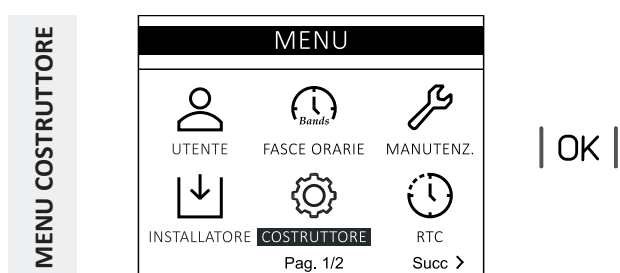 MENU COSTRUTTORE
MENU
Bands
UTENTE FASCE ORARIE MANUTENZ.
INSTALLATORE COSTRUTTORE RTC
Pag. 1/2 Succ >
| OK |